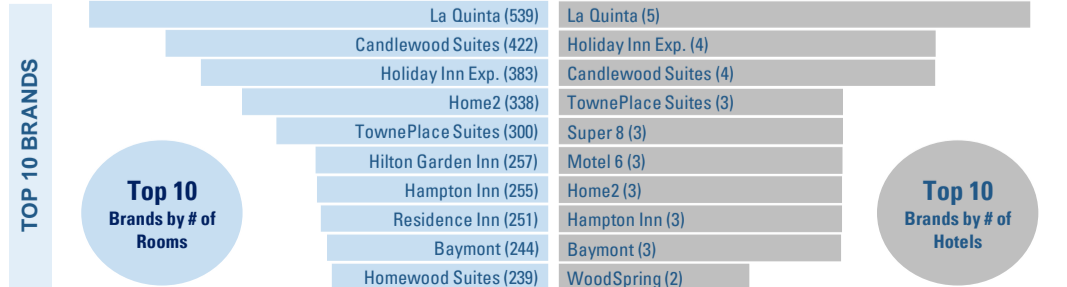 TOP 10 BRANDS
La Quinta (539)
Candlewood Suites (422)
Holiday Inn Exp. (383)
Home2 (338)
TownePlace Suites (300)
Hilton Garden Inn (257)
Hampton Inn (255)
Residence Inn (251)
Baymont (244)
Homewood Suites (239)
Top 10
Brands by # of
Rooms
La Quinta (5)
Holiday Inn Exp. (4)
Candlewood Suites (4)
TownePlace Suites (3)
Super 8 (3)
Motel 6 (3)
Home2 (3)
Hampton Inn (3)
Baymont (3)
WoodSpring (2)
Top 10
Brands by # of
Hotels